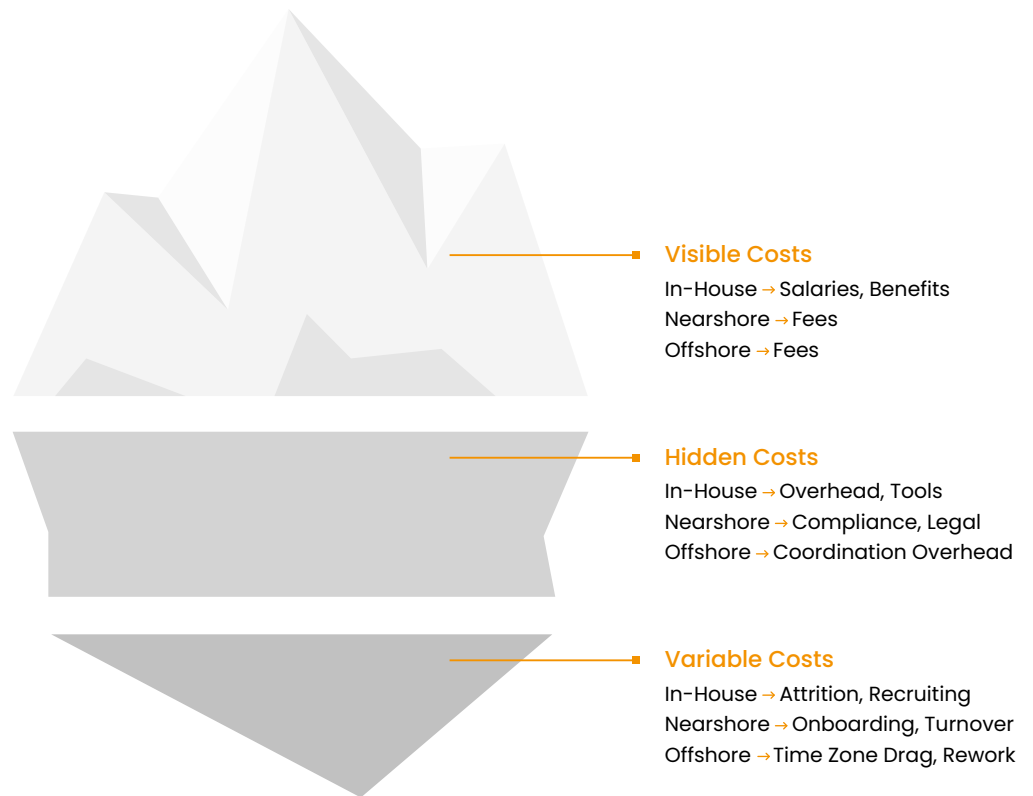 Visible Costs
In-House → Salaries, Benefits
Nearshore → Fees
Offshore → Fees
Hidden Costs
In-House → Overhead, Tools
Nearshore → Compliance, Legal
Offshore → Coordination Overhead
Variable Costs
In-House → Attrition, Recruiting
Nearshore → Onboarding, Turnover
Offshore → Time Zone Drag, Rework